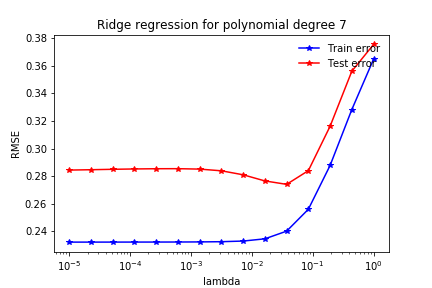 Ridge regression for polynomial degree 7
0.38
0.36
0.34
0.32
0.30
0.28
0.26
0.24
RMSE
Train error
Test error
10⁻⁵ 10⁻⁴ 10⁻³ 10⁻² 10⁻¹ 10⁰
lambda